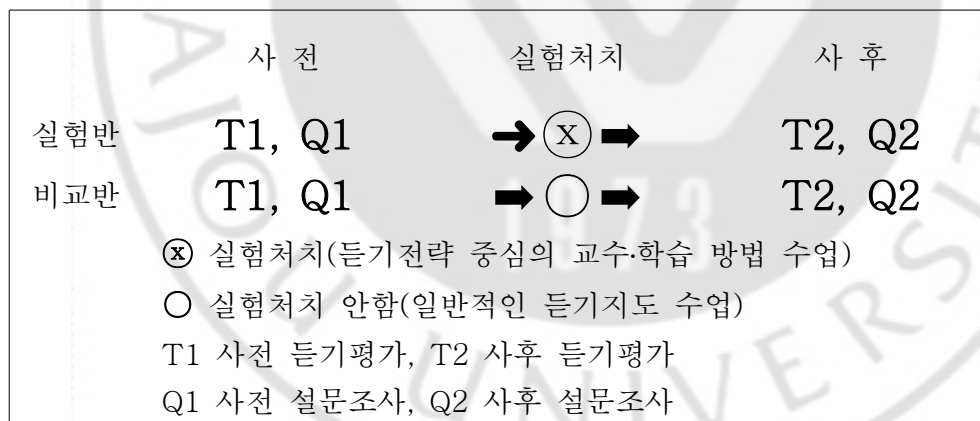 사 전 실험처치 사 후
실험반 T1, Q1 ➔ⓧ➡ T2, Q2
비교반 T1, Q1 ➡○➡ T2, Q2
ⓧ 실험처치(듣기전략 중심의 교수·학습 방법 수업)
○ 실험처치 안함(일반적인 듣기지도 수업)
T1 사전 듣기평가, T2 사후 듣기평가
Q1 사전 설문조사, Q2 사후 설문조사
1973
AJOU UNIVERSIT